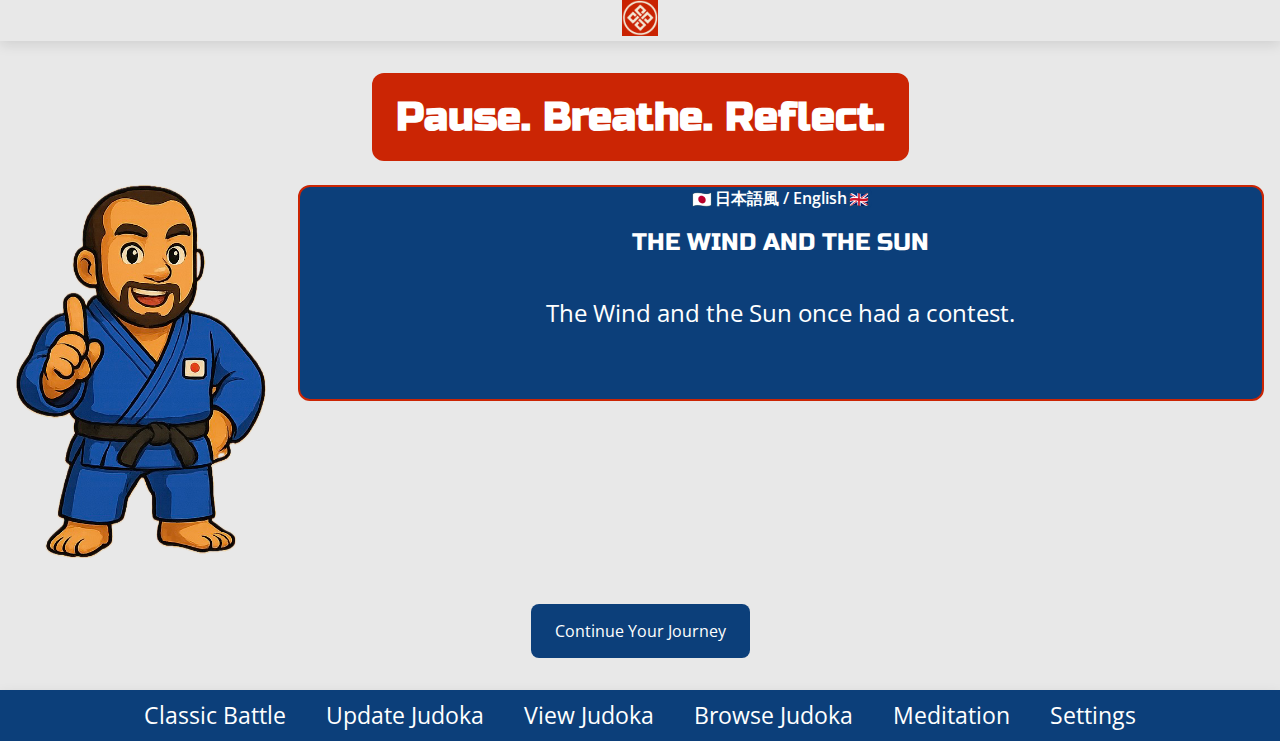 Pause. Breathe. Reflect.
日本語風 / English
THE WIND AND THE SUN
The Wind and the Sun once had a contest.
Continue Your Journey
Classic Battle Update Judoka View Judoka Browse Judoka Meditation Settings